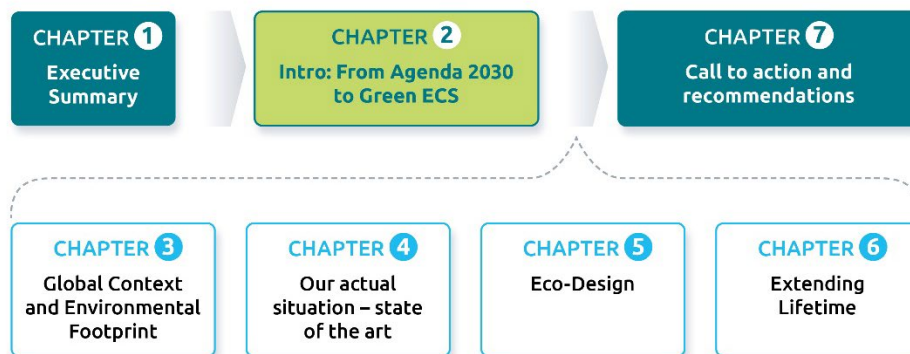 CHAPTER 1
Executive
Summary
CHAPTER 2
Intro: From Agenda 2030
to Green ECS
CHAPTER 7
Call to action and
recommendations
CHAPTER 3
Global Context
and Environmental
Footprint
CHAPTER 4
Our actual
situation – state
of the art
CHAPTER 5
Eco-Design
CHAPTER 6
Extending
Lifetime